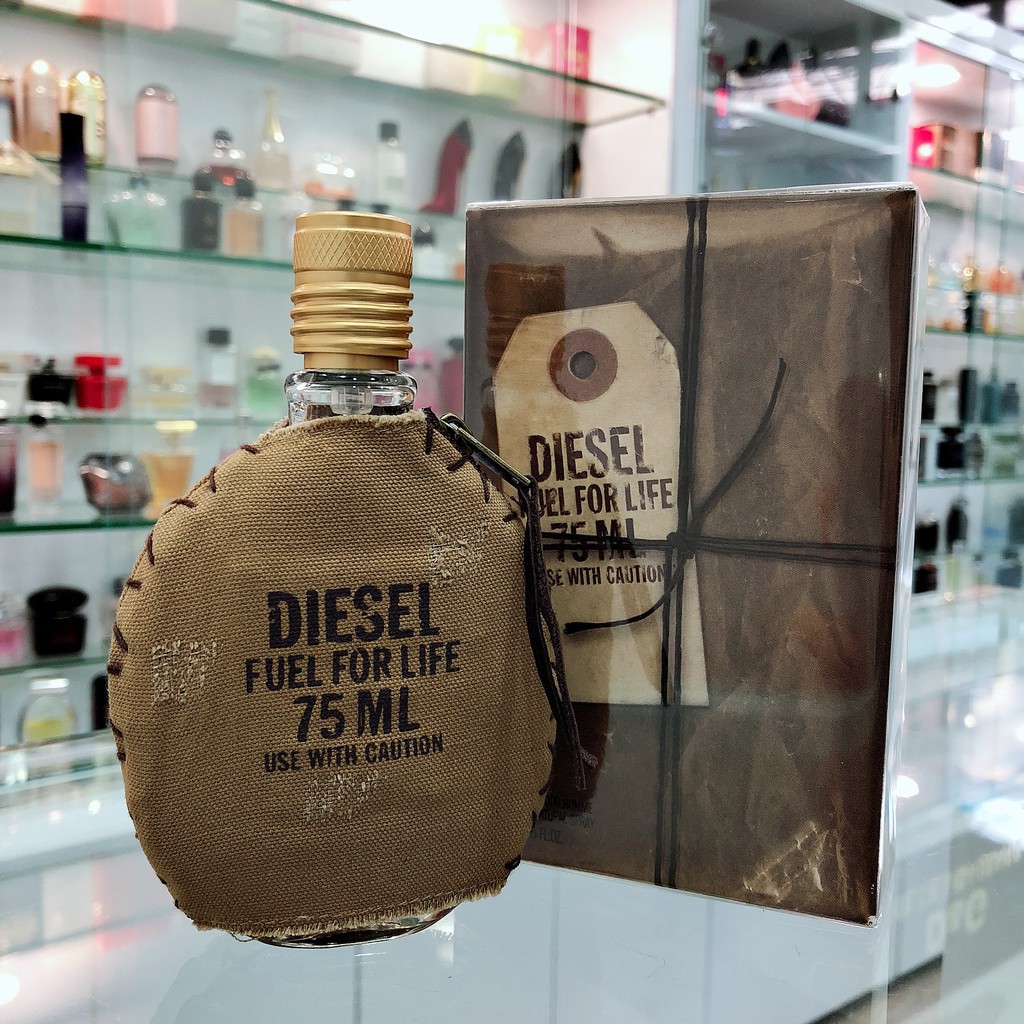 DIESEL
FUEL FOR LIFE
75 ML
USE WITH CAUTION
DIESEL
FUEL FOR LIFE
75 ML
USE WITH CAUTION